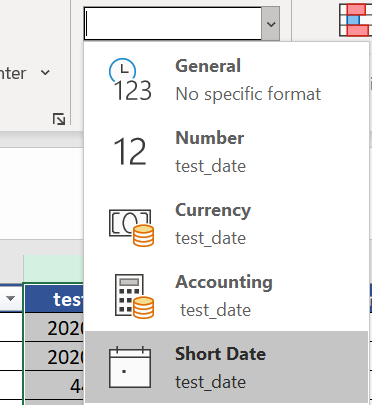 General
No specific format
nter
123
Number
12
test_date
Currency
test_date
Accounting
test_date
test
2020
2020
Short Date
44
test_date